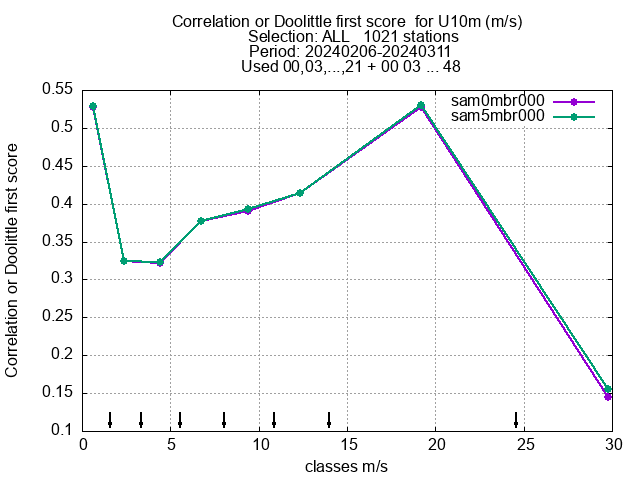 Correlation or Doolittle first score  for U10m (m/s)
Selection: ALL   1021 stations
Period: 20240206-20240311
Used 00,03,...,21 + 00 03 ... 48
sam0mbr000
sam5mbr000
Correlation or Doolittle first score
0.55
0.5
0.45
0.4
0.35
0.3
0.25
0.2
0.15
0.1
0 5 10 15 20 25 30
classes m/s